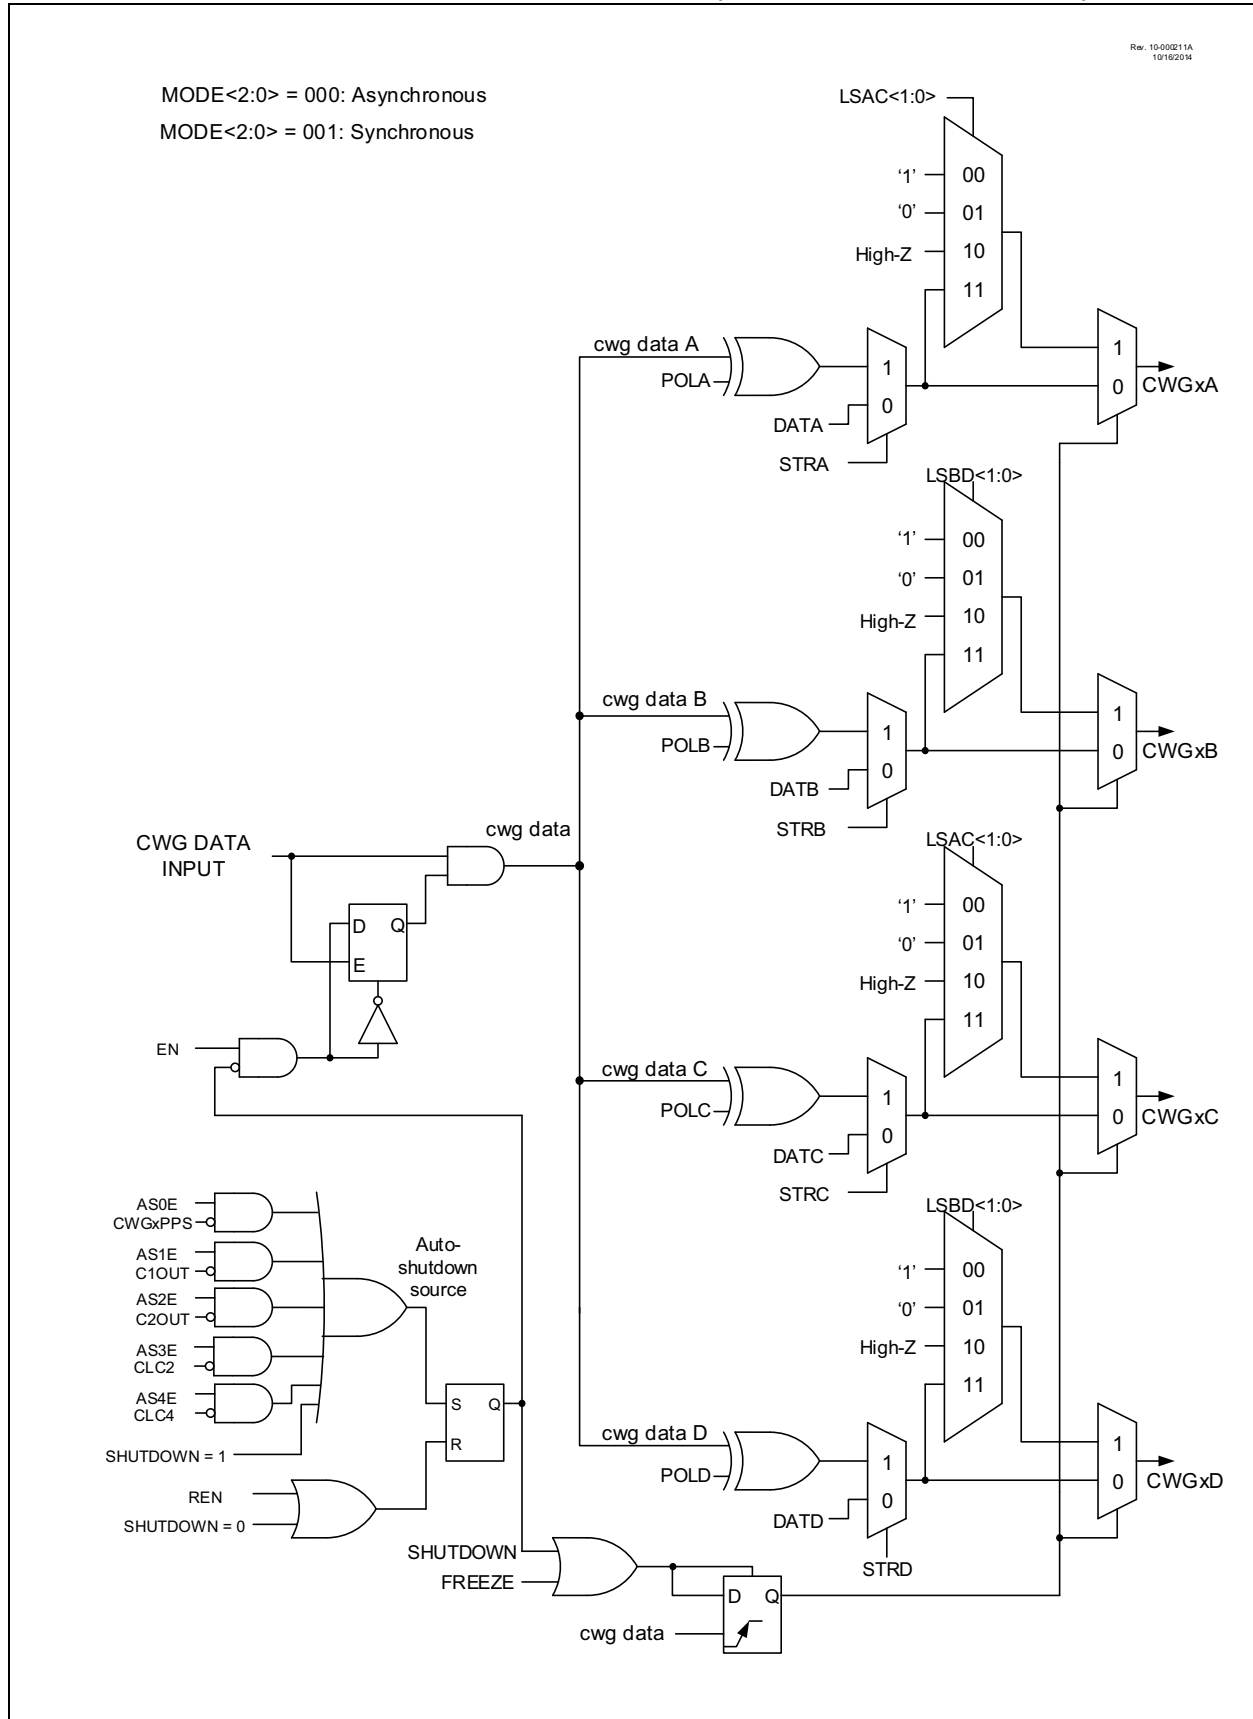 Rev. 10-000211A
10/16/2014
MODE<2:0> = 000: Asynchronous
MODE<2:0> = 001: Synchronous
LSAC<1:0>
'1'
00
'0'
01
High-Z
10
11
cwg data A
POLA
1
0
DATA
STRA
1
0
CWGxA
LSBD<1:0>
'1'
00
'0'
01
High-Z
10
11
cwg data B
POLB
1
0
DATB
STRB
1
0
CWGxB
CWG DATA
INPUT
cwg data
D
Q
E
EN
LSAC<1:0>
'1'
00
'0'
01
High-Z
10
11
cwg data C
POLC
1
0
DATC
STRC
1
0
CWGxC
AS0E
CWGxPPS
AS1E
C1OUT
AS2E
C2OUT
AS3E
CLC2
AS4E
CLC4
SHUTDOWN = 1
Auto-
shutdown
source
S
Q
R
REN
SHUTDOWN = 0
LSBD<1:0>
'1'
00
'0'
01
High-Z
10
11
cwg data D
POLD
1
0
DATD
STRD
1
0
CWGxD
SHUTDOWN
FREEZE
D
Q
cwg data